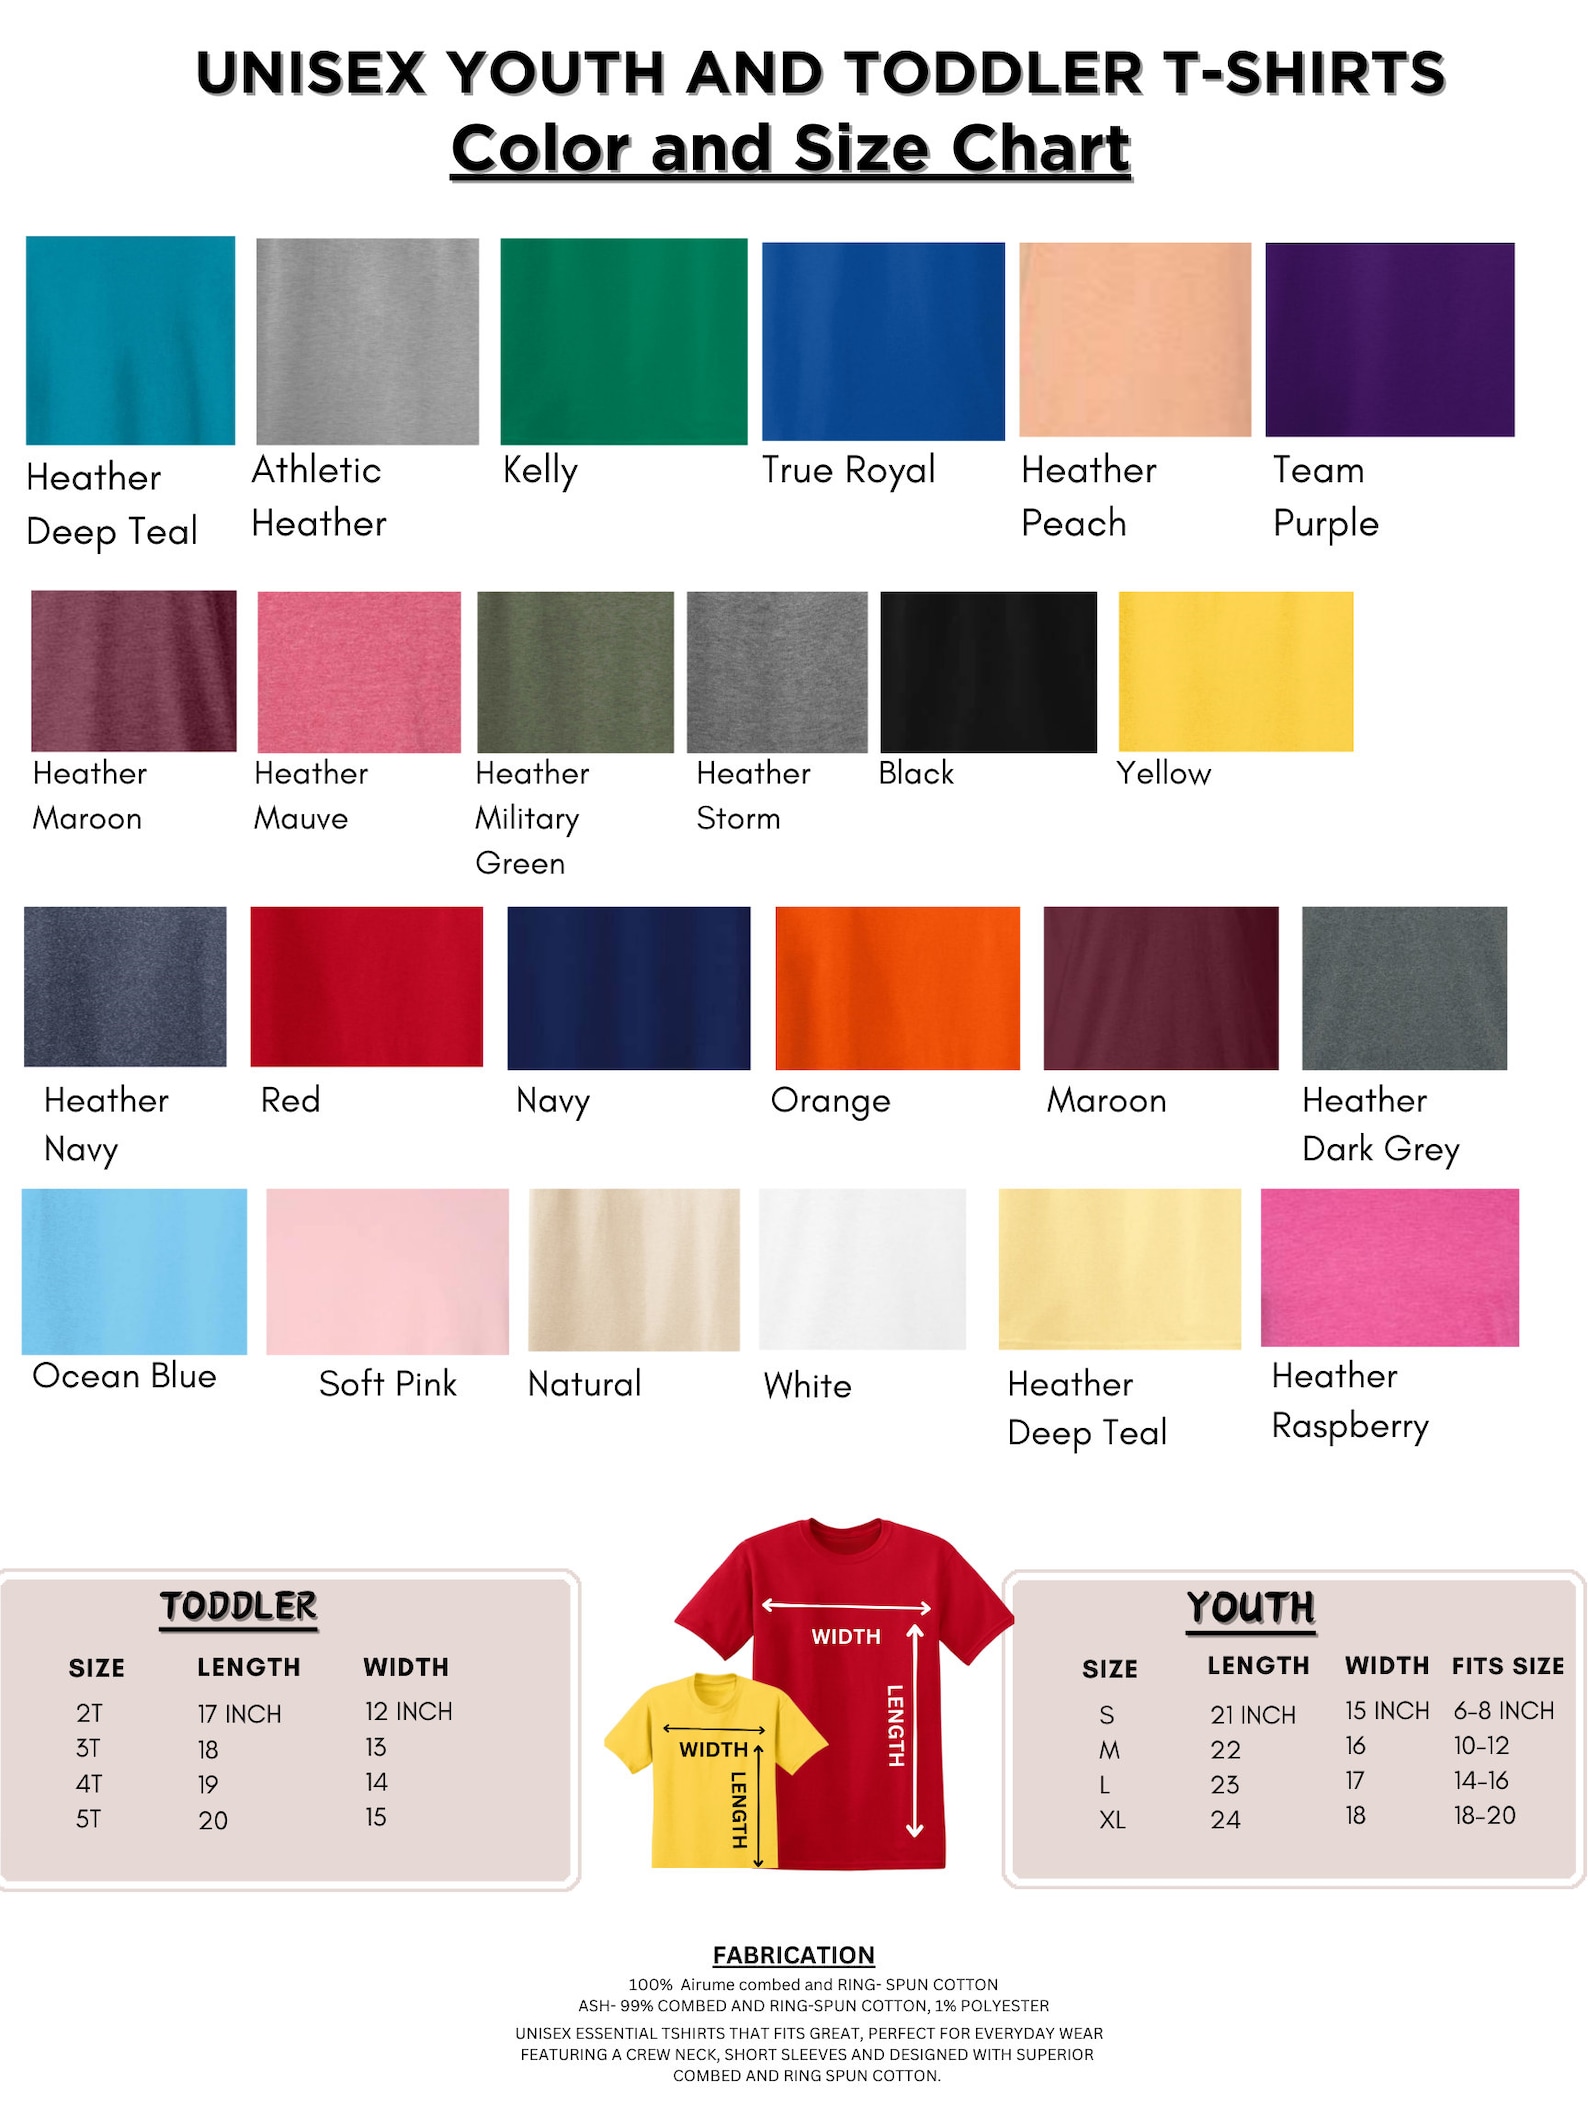 UNISEX YOUTH AND TODDLER T-SHIRTS
Color and Size Chart
Heather
Deep Teal
Athletic
Heather
Kelly
True Royal
Heather
Peach
Team
Purple
Heather
Maroon
Heather
Mauve
Heather
Military
Green
Heather
Storm
Black
Yellow
Heather
Navy
Red
Navy
Orange
Maroon
Heather
Dark Grey
Ocean Blue
Soft Pink
Natural
White
Heather
Deep Teal
Heather
Raspberry
TODDLER
SIZE LENGTH WIDTH
2T 17 INCH 12 INCH
3T 18 13
4T 19 14
5T 20 15
WIDTH
LENGTH
WIDTH
LENGTH
YOUTH
SIZE LENGTH WIDTH FITS SIZE
S 21 INCH 15 INCH 6-8 INCH
M 22 16 10-12
L 23 17 14-16
XL 24 18 18-20
FABRICATION
100% Airume combed and RING- SPUN COTTON
ASH- 99% COMBED AND RING-SPUN COTTON, 1% POLYESTER
UNISEX ESSENTIAL TSHIRTS THAT FITS GREAT, PERFECT FOR EVERYDAY WEAR
FEATURING A CREW NECK, SHORT SLEEVES AND DESIGNED WITH SUPERIOR
COMBED AND RING SPUN COTTON.